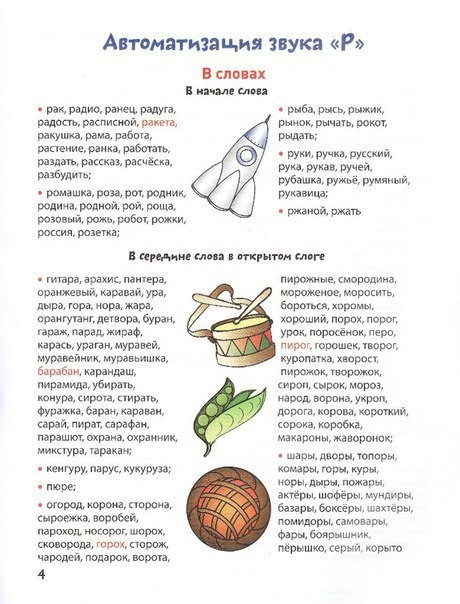 Автоматизация звука «Р»
В словах
В начале слова
• рак, радио, ранец, радуга,
радость, расписной, ракета,
ракушка, рама, работа,
растение, ранка, работать,
раздать, рассказ, расчёска,
разбудить;
• ромашка, роза, рот, родник,
родина, родной, рой, роща,
розовый, рожь, робот, рожки,
россия, розетка;
• рыба, рысь, рыжик,
рынок, рычать, рокот,
рыдать;
• руки, ручка, русский,
рука, рукав, ручей,
рубашка, ружьё, румяный,
рукавица;
• ржаной, ржать
В середине слова в открытом слоге
• гитара, арахис, пантера,
оранжевый, каравай, ура,
дыра, гора, нора, жара,
орангутанг, детвора, буран,
гараж, парад, жираф,
карась, ураган, муравей,
муравейник, муравьишка,
барабан, карандаш,
пирамида, убирать,
конура, сирота, стирать,
фуражка, баран, караван,
сарай, пират, сарафан,
парашют, охрана, охранник,
микстура, таракан;
• кенгуру, парус, кукуруза;
• пюре;
• огород, корона, сторона,
сыроежка, воробей,
пароход, носорог, шорох,
сковорода, горох, сторож,
чародей, подарок, ворота,
пирожные, смородина,
мороженое, моросить,
бороться, хоромы,
хороший, порох, порог,
урок, поросёнок, перо,
пирог, горошек, творог,
куропатка, хворост,
пирожок, творожок,
сироп, сырок, мороз,
народ, ворона, укроп,
дорога, корова, короткий,
сорока, коробка,
макароны, жаворонок;
• шары, дворы, топоры,
комары, горы, куры,
норы, дыры, пожары,
актёры, шофёры, мундиры,
базары, боксёры, шахтёры,
помидоры, самовары,
фары, боярышник,
пёрышко, серый, корыто
4